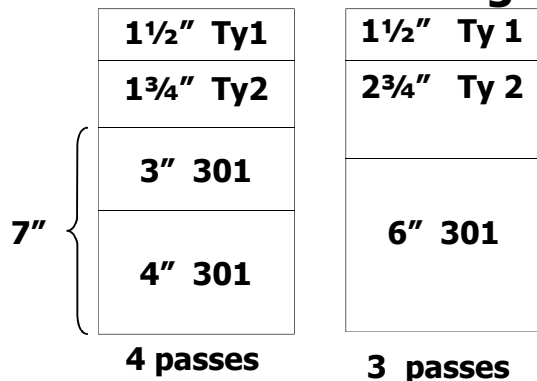 1½″ Ty1
1¾″ Ty2
3″ 301
4″ 301
7″
4 passes
1½″ Ty 1
2¾″ Ty 2
6″ 301
3 passes